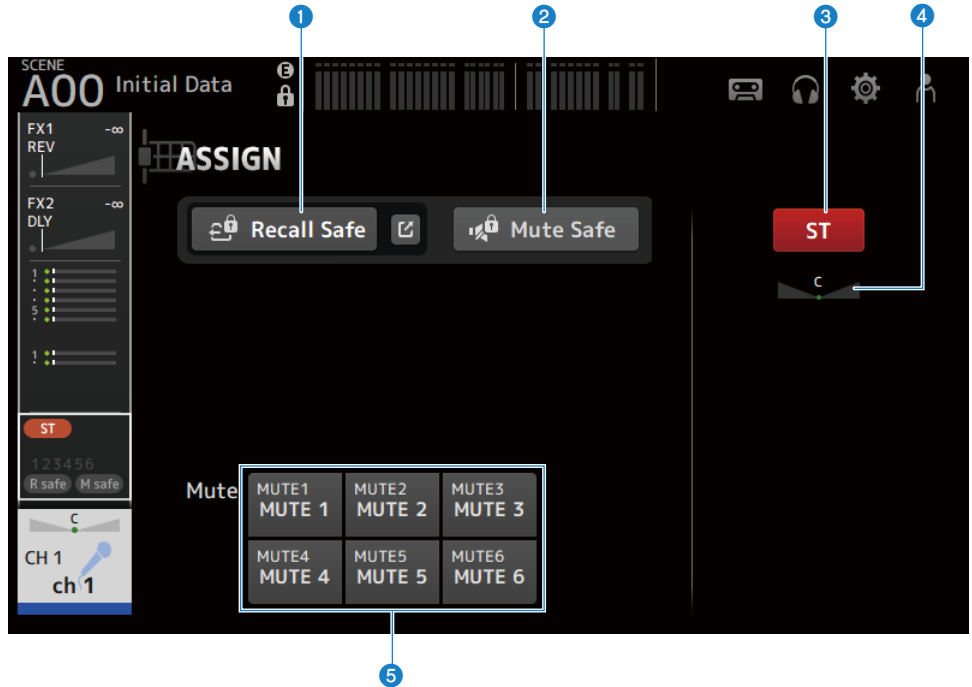 1 2 3 4
SCENE
A00 Initial Data
E
FX1 -∞
REV
ASSIGN
FX2 -∞
DLY
Recall Safe
Mute Safe
ST
C
1
5
1
ST
123456
R safe M safe
Mute
MUTE1 MUTE2 MUTE3
MUTE 1 MUTE 2 MUTE 3
MUTE4 MUTE5 MUTE6
MUTE 4 MUTE 5 MUTE 6
C
CH 1
ch 1
5